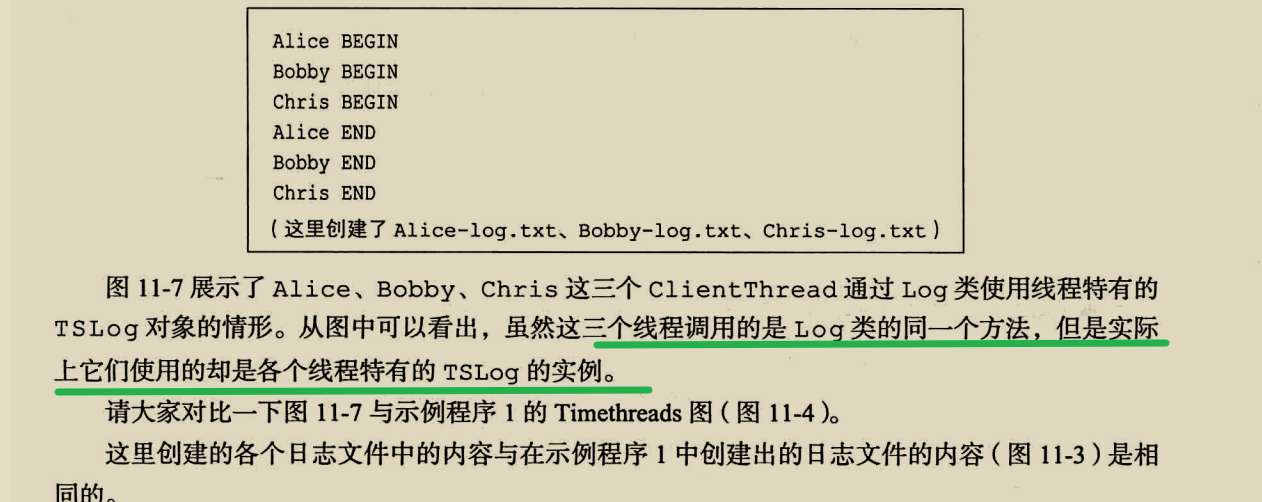 Alice BEGIN
Bobby BEGIN
Chris BEGIN
Alice END
Bobby END
Chris END
(这里创建了 Alice-log.txt、Bobby-log.txt、Chris-log.txt)
图 11-7 展示了 Alice、Bobby、Chris 这三个 ClientThread 通过 Log 类使用线程特有的
TSLog 对象的情形。从图中可以看出，虽然这三个线程调用的是 Log 类的同一个方法，但是实际
上它们使用的却是各个线程特有的 TSLog 的实例。
请大家对比一下图 11-7 与示例程序 1 的 Timethreads 图（图 11-4）。
这里创建的各个日志文件中的内容与在示例程序 1 中创建出的日志文件的内容（图 11-3）是相
同的。